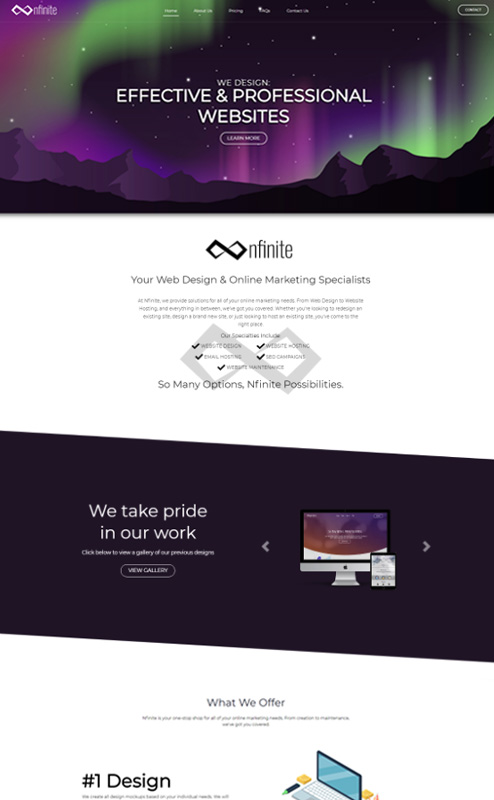 nfinite
Home About Us Pricing FAQs Contact Us
CONTACT
WE DESIGN:
EFFECTIVE & PROFESSIONAL
WEBSITES
LEARN MORE
nfinite
Your Web Design & Online Marketing Specialists
At Nfinite, we provide solutions for all of your online marketing needs. From Web Design to Website
Hosting, and everything in between, we've got you covered. Whether you're looking to redesign an
existing site, design a brand new site, or just looking to host an existing site, you've come to the
right place.
Our Specialties Include:
WEBSITE DESIGN WEBSITE HOSTING
EMAIL HOSTING SEO CAMPAIGNS
WEBSITE MAINTENANCE
So Many Options, Nfinite Possibilities.
We take pride
in our work
Click below to view a gallery of our previous designs
VIEW GALLERY
What We Offer
Nfinite is your one-stop shop for all of your online marketing needs. From creation to maintenance,
we've got you covered.
#1 Design
We create all design mockups based on your individual needs. We will